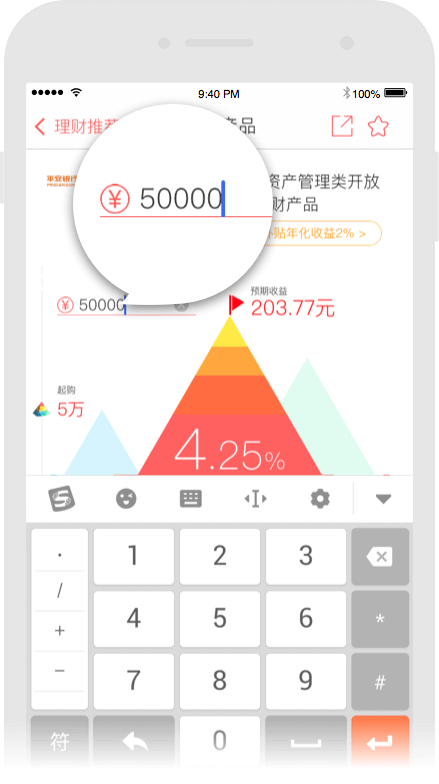 9:40 PM
100%
理财推荐
产品
平安银行
资产管理类开放
财产品
贴年化收益2% >
¥ 50000
¥ 50000
预期收益
203.77元
起购
5万
4.25%
S
.
1
2
3
/
4
5
6
*
+
7
8
9
#
–
符
0